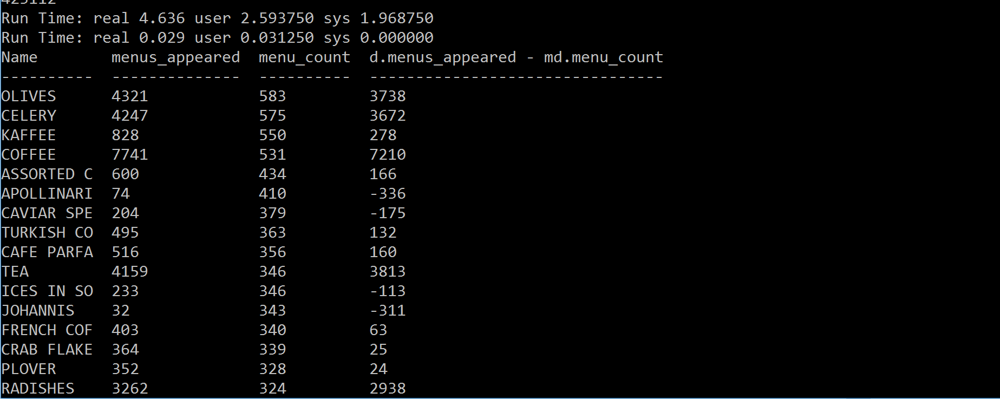 Run Time: real 4.636 user 2.593750 sys 1.968750
Run Time: real 0.029 user 0.031250 sys 0.000000
Name        menus_appeared  menu_count  d.menus_appeared - md.menu_count
----------  --------------  ----------  --------------------------------
OLIVES      4321            583         3738
CELERY      4247            575         3672
KAFFEE      828             550         278
COFFEE      7741            531         7210
ASSORTED C  600             434         166
APOLLINARI  74              410         -336
CAVIAR SPE  204             379         -175
TURKISH CO  495             363         132
CAFE PARFA  516             356         160
TEA         4159            346         3813
ICES IN SO  233             346         -113
JOHANNIS    32              343         -311
FRENCH COF  403             340         63
CRAB FLAKE  364             339         25
PLOVER      352             328         24
RADISHES    3262            324         2938